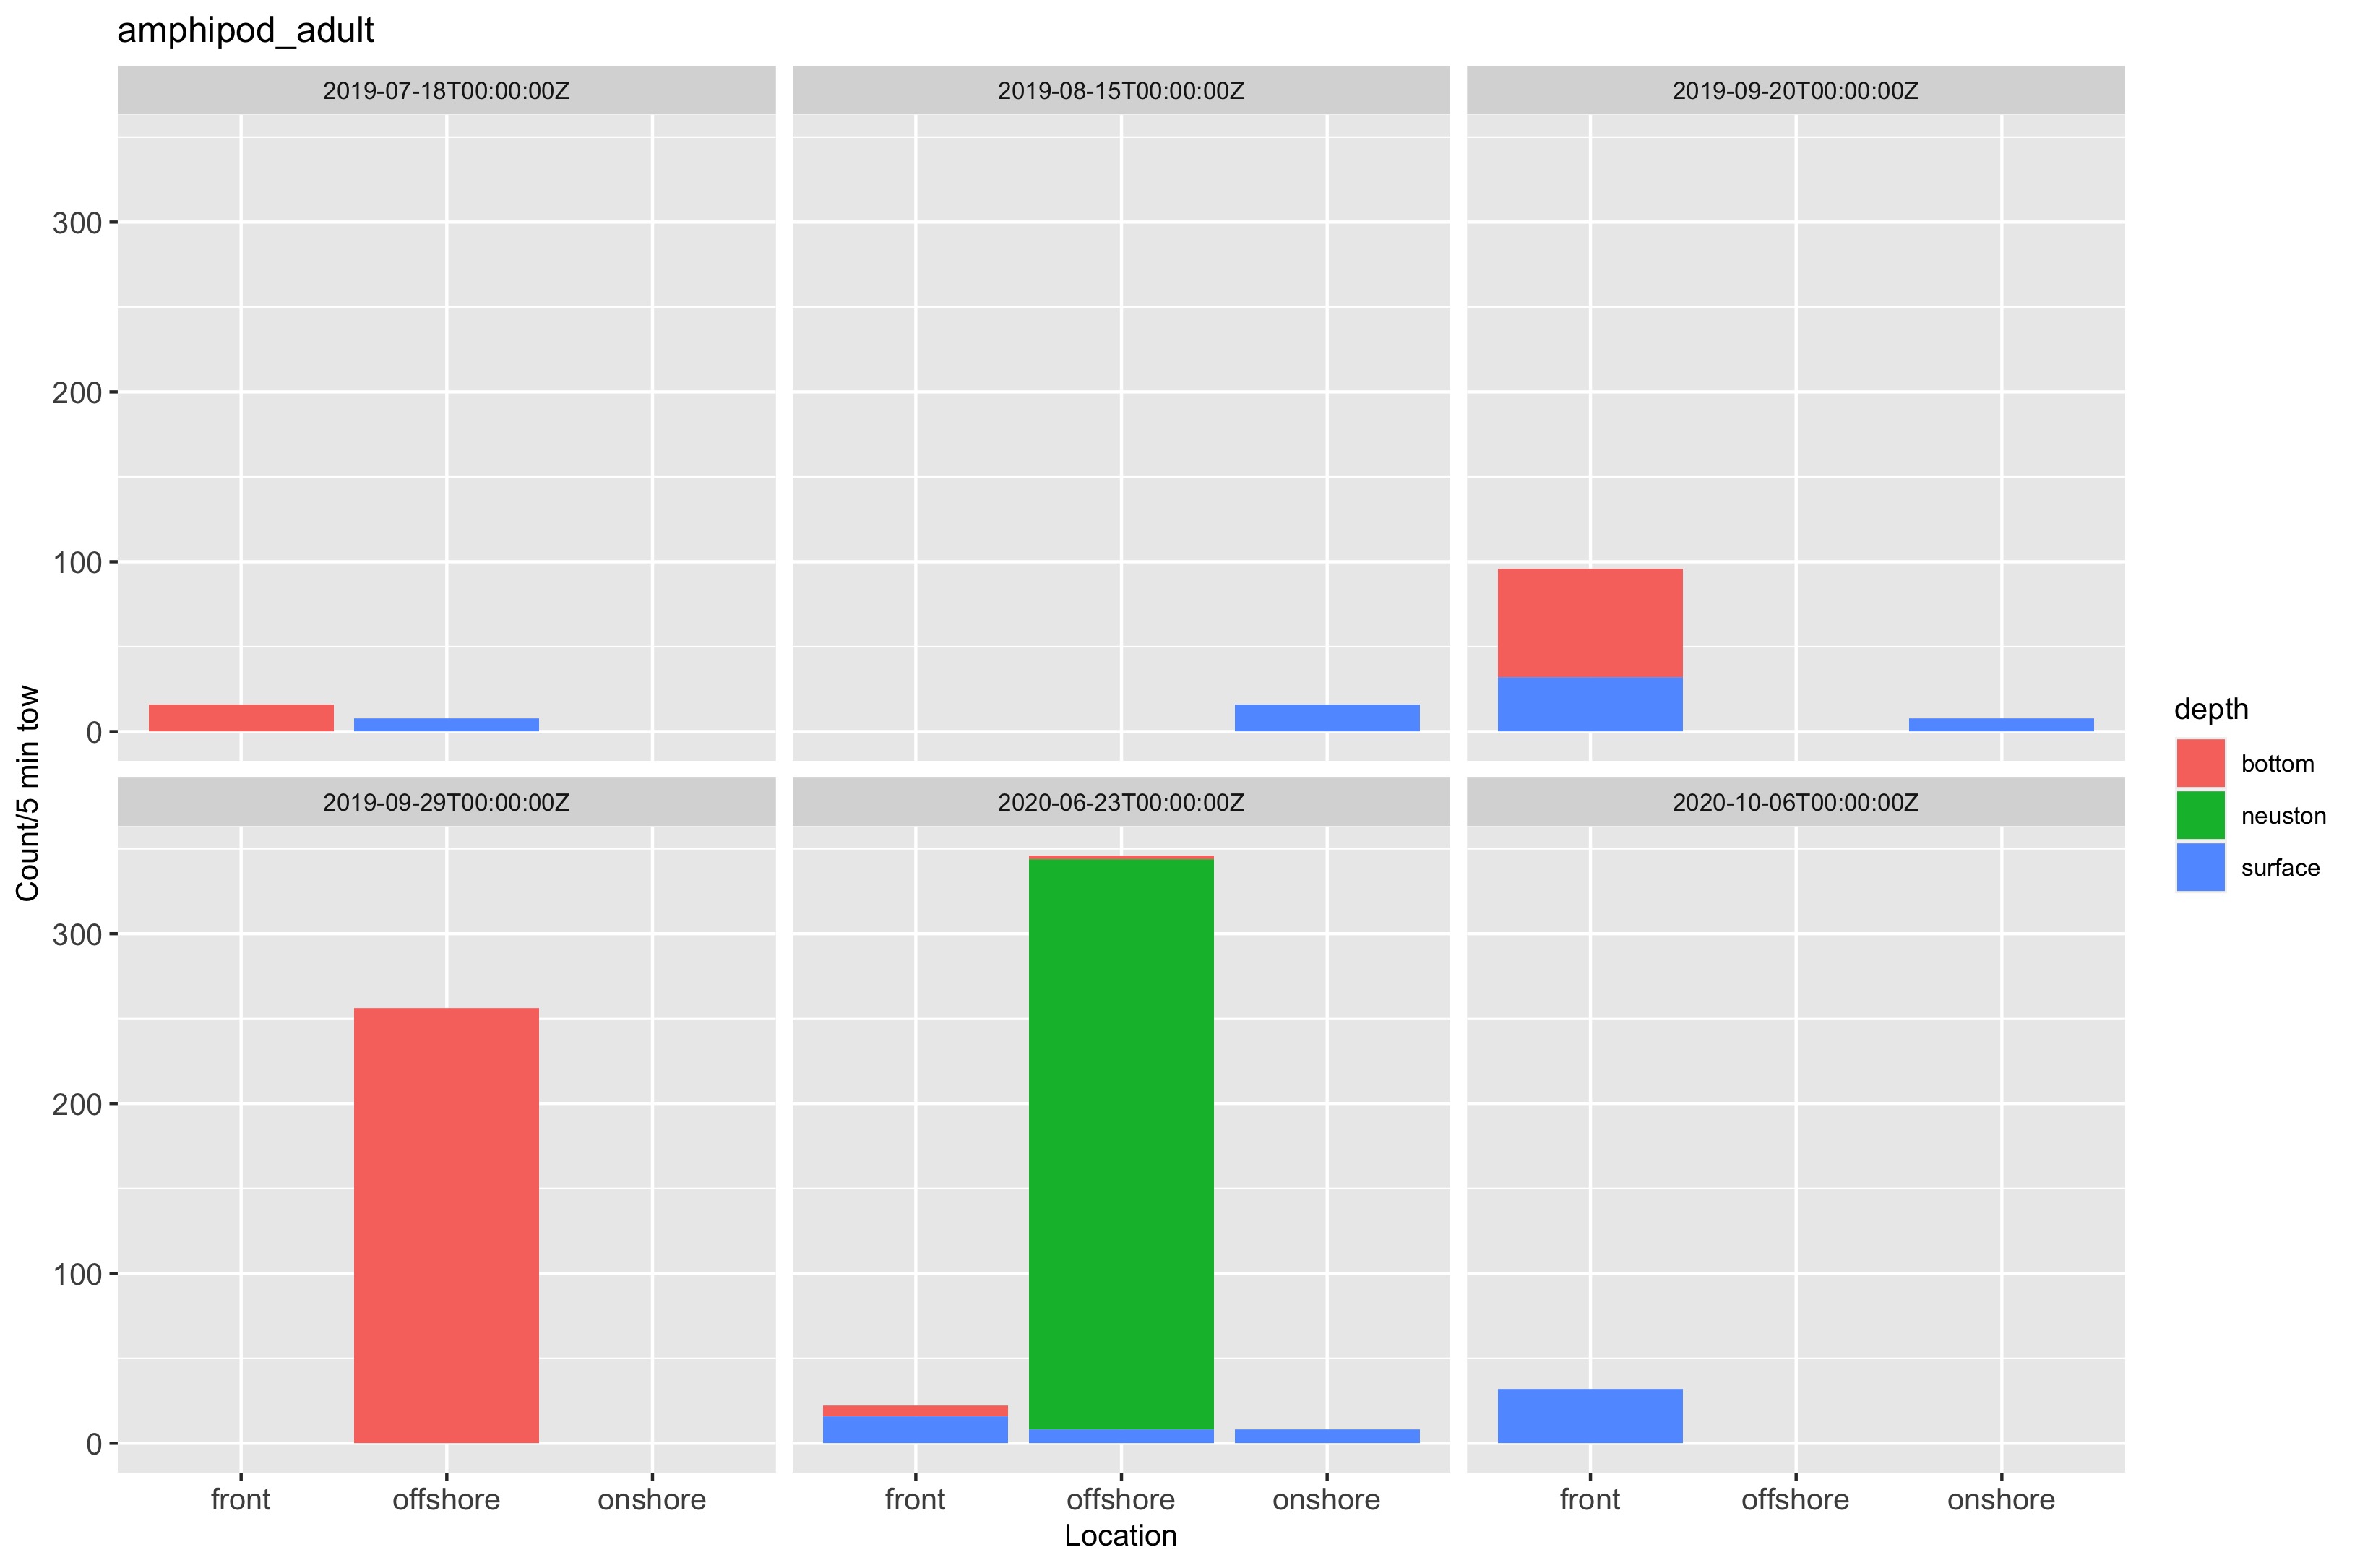 amphipod_adult
2019-07-18T00:00:00Z
2019-08-15T00:00:00Z
2019-09-20T00:00:00Z
300
200
100
0
2019-09-29T00:00:00Z
2020-06-23T00:00:00Z
2020-10-06T00:00:00Z
300
200
100
0
front
offshore
onshore
front
offshore
onshore
front
offshore
onshore
Location
Count/5 min tow
depth
bottom
neuston
surface